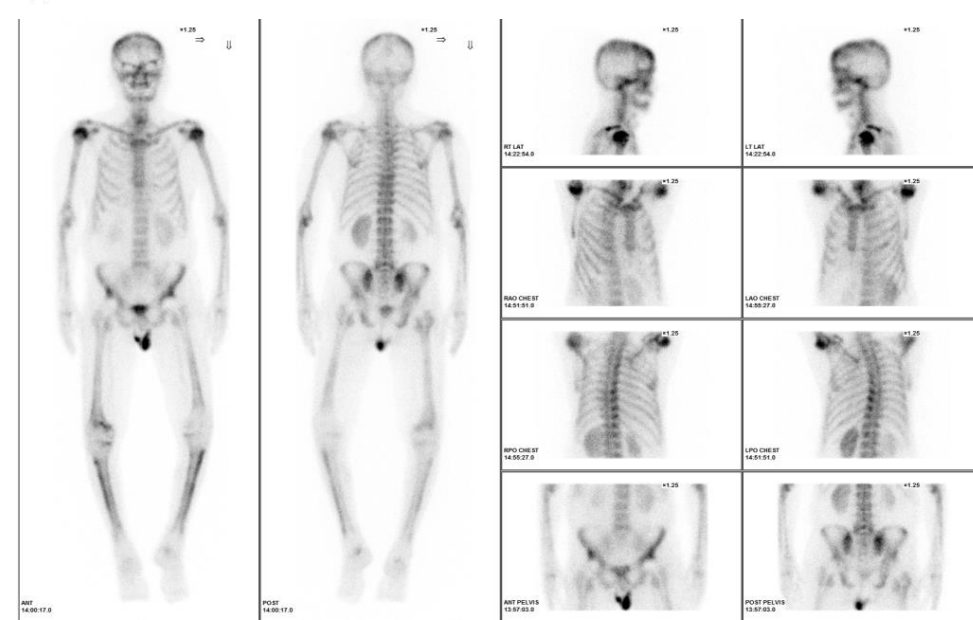 ×1.25
ANT
14:00:17.0
×1.25
POST
14:00:17.0
×1.25
RT LAT
14:22:54.0
×1.25
LT LAT
14:22:54.0
×1.25
RAO CHEST
14:51:51.0
×1.25
LAO CHEST
14:55:27.0
×1.25
RPO CHEST
14:55:27.0
×1.25
LPO CHEST
14:51:51.0
×1.25
ANT PELVIS
13:57:03.0
×1.25
POST PELVIS
13:57:03.0